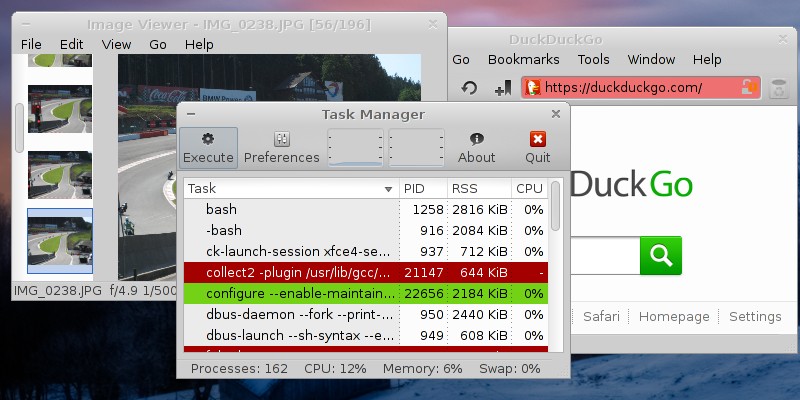 Image Viewer - IMG_0238.JPG [56/196]
File Edit View Go Help
Coca-Cola
BMW Power
IMG_0238.JPG f/4.9 1/500
DuckDuckGo
Go Bookmarks Tools Window Help
https://duckduckgo.com/
DuckGo
Safari Homepage Settings
Task Manager
Execute Preferences About Quit
Task PID RSS CPU
bash 1258 2816 KiB 0%
-bash 916 2084 KiB 0%
ck-launch-session xfce4-se... 937 712 KiB 0%
collect2 -plugin /usr/lib/gcc/... 21147 644 KiB -
configure --enable-maintain... 22656 2184 KiB 0%
dbus-daemon --fork --print-... 950 2440 KiB 0%
dbus-launch --sh-syntax --e... 949 608 KiB 0%
Processes: 162 CPU: 12% Memory: 6% Swap: 0%